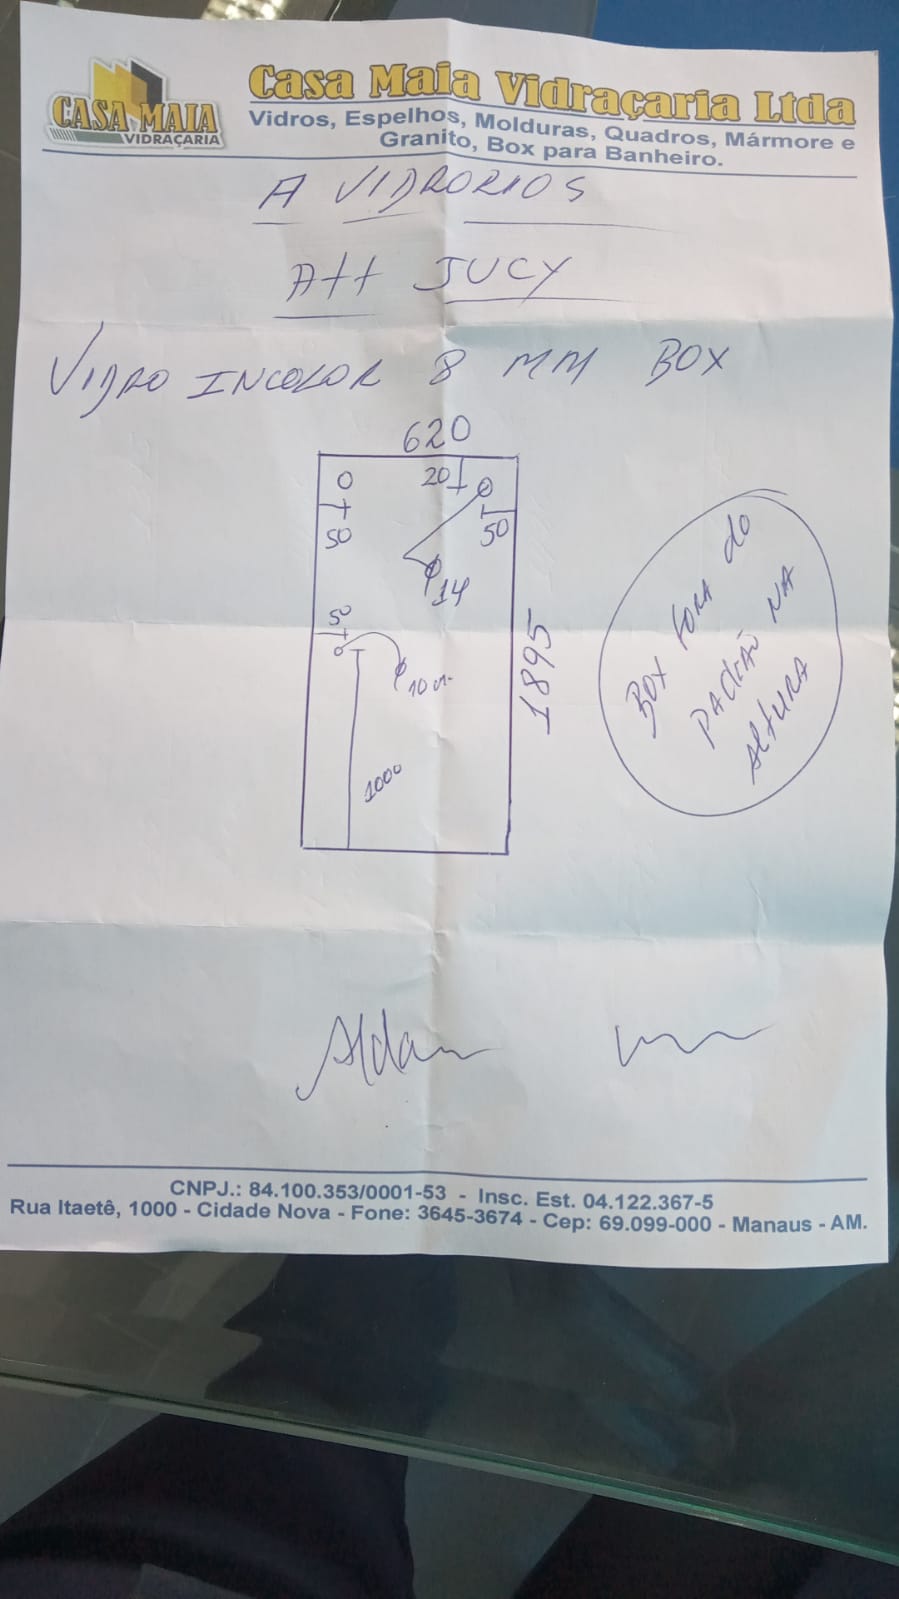 CASA MAIA
VIDRAÇARIA
Casa Maia Vidraçaria Ltda
Vidros, Espelhos, Molduras, Quadros, Mármore e
Granito, Box para Banheiro.
A VIDRORIOS
Att JUCY
VIDRO INCOLOR 8 MM BOX
620
20
50
50
14
50
10
1000
1895
BOX FORA do
PADRÃO NA
AltURA
CNPJ.: 84.100.353/0001-53 - Insc. Est. 04.122.367-5
Rua Itaetê, 1000 - Cidade Nova - Fone: 3645-3674 - Cep: 69.099-000 - Manaus - AM.